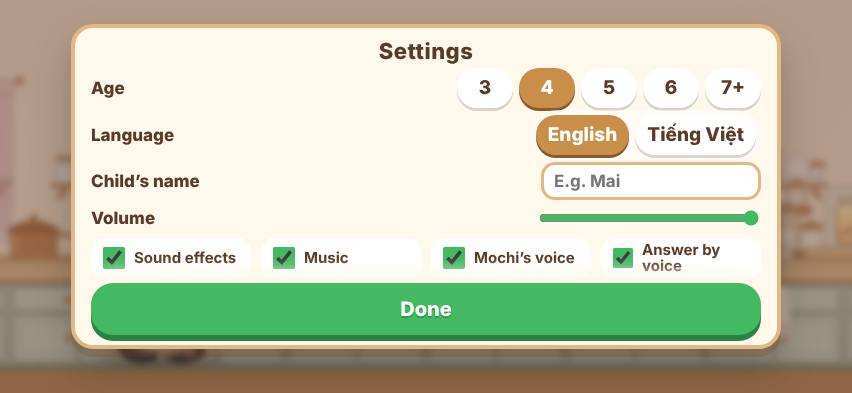 Settings
Age 3 4 5 6 7+
Language English Tiếng Việt
Child's name E.g. Mai
Volume
Sound effects Music Mochi's voice Answer by
voice
Done